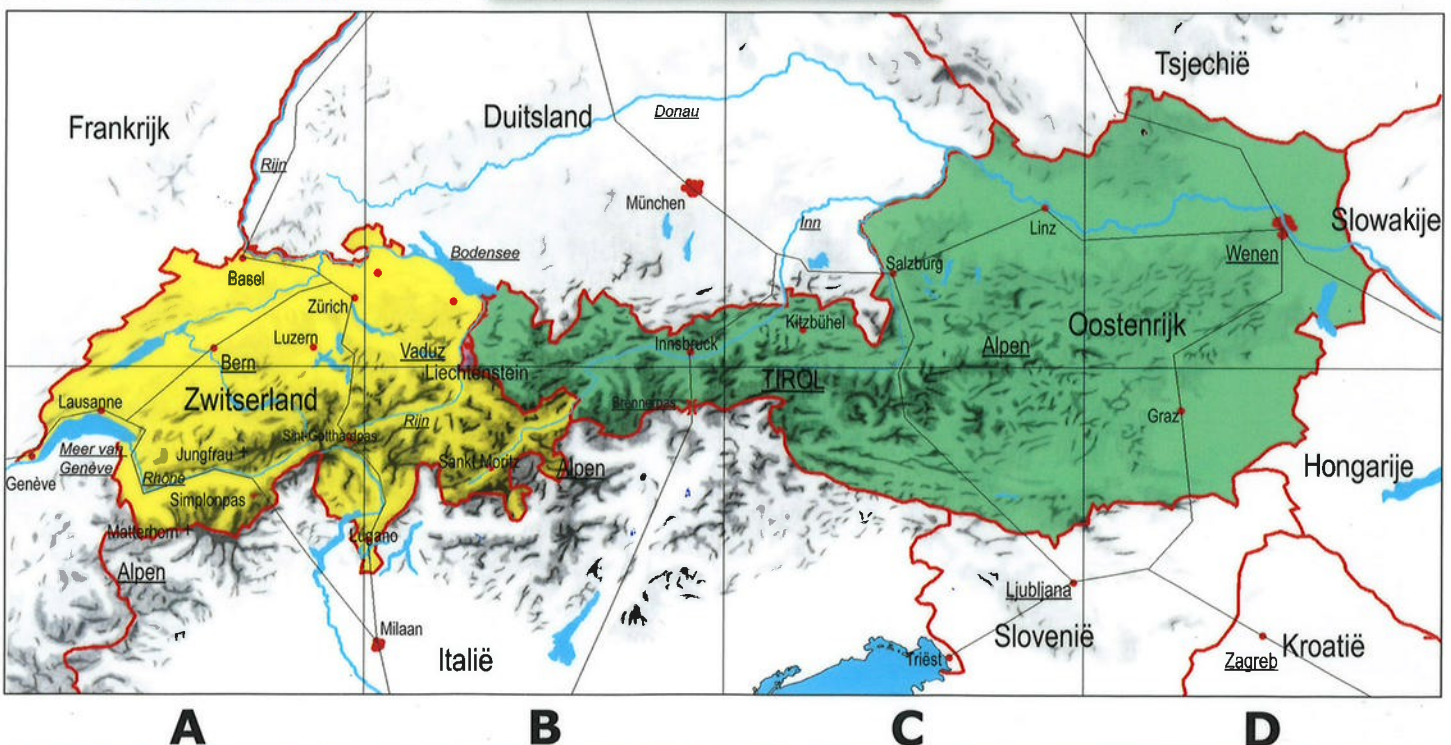 Tsjechië
Frankrijk
Duitsland
Donau
Rijn
München
Inn
Linz
Slowakije
Wenen
Bodensee
Salzburg
Basel
Zürich
Kitzbühel
Oostenrijk
Luzern
Innsbruck
Alpen
Vaduz
Bern
Liechtenstein
TIROL
Zwitserland
Lausanne
Brennerpas
Graz
Rijn
Sint-Gotthardpas
Meer van
Genève
Jungfrau
Sankt Moritz
Alpen
Hongarije
Genève
Rhône
Simplonpas
Matterhorn
Lugano
Alpen
Ljubljana
Milaan
Slovenië
Italië
Triëst
Kroatië
Zagreb
A B C D